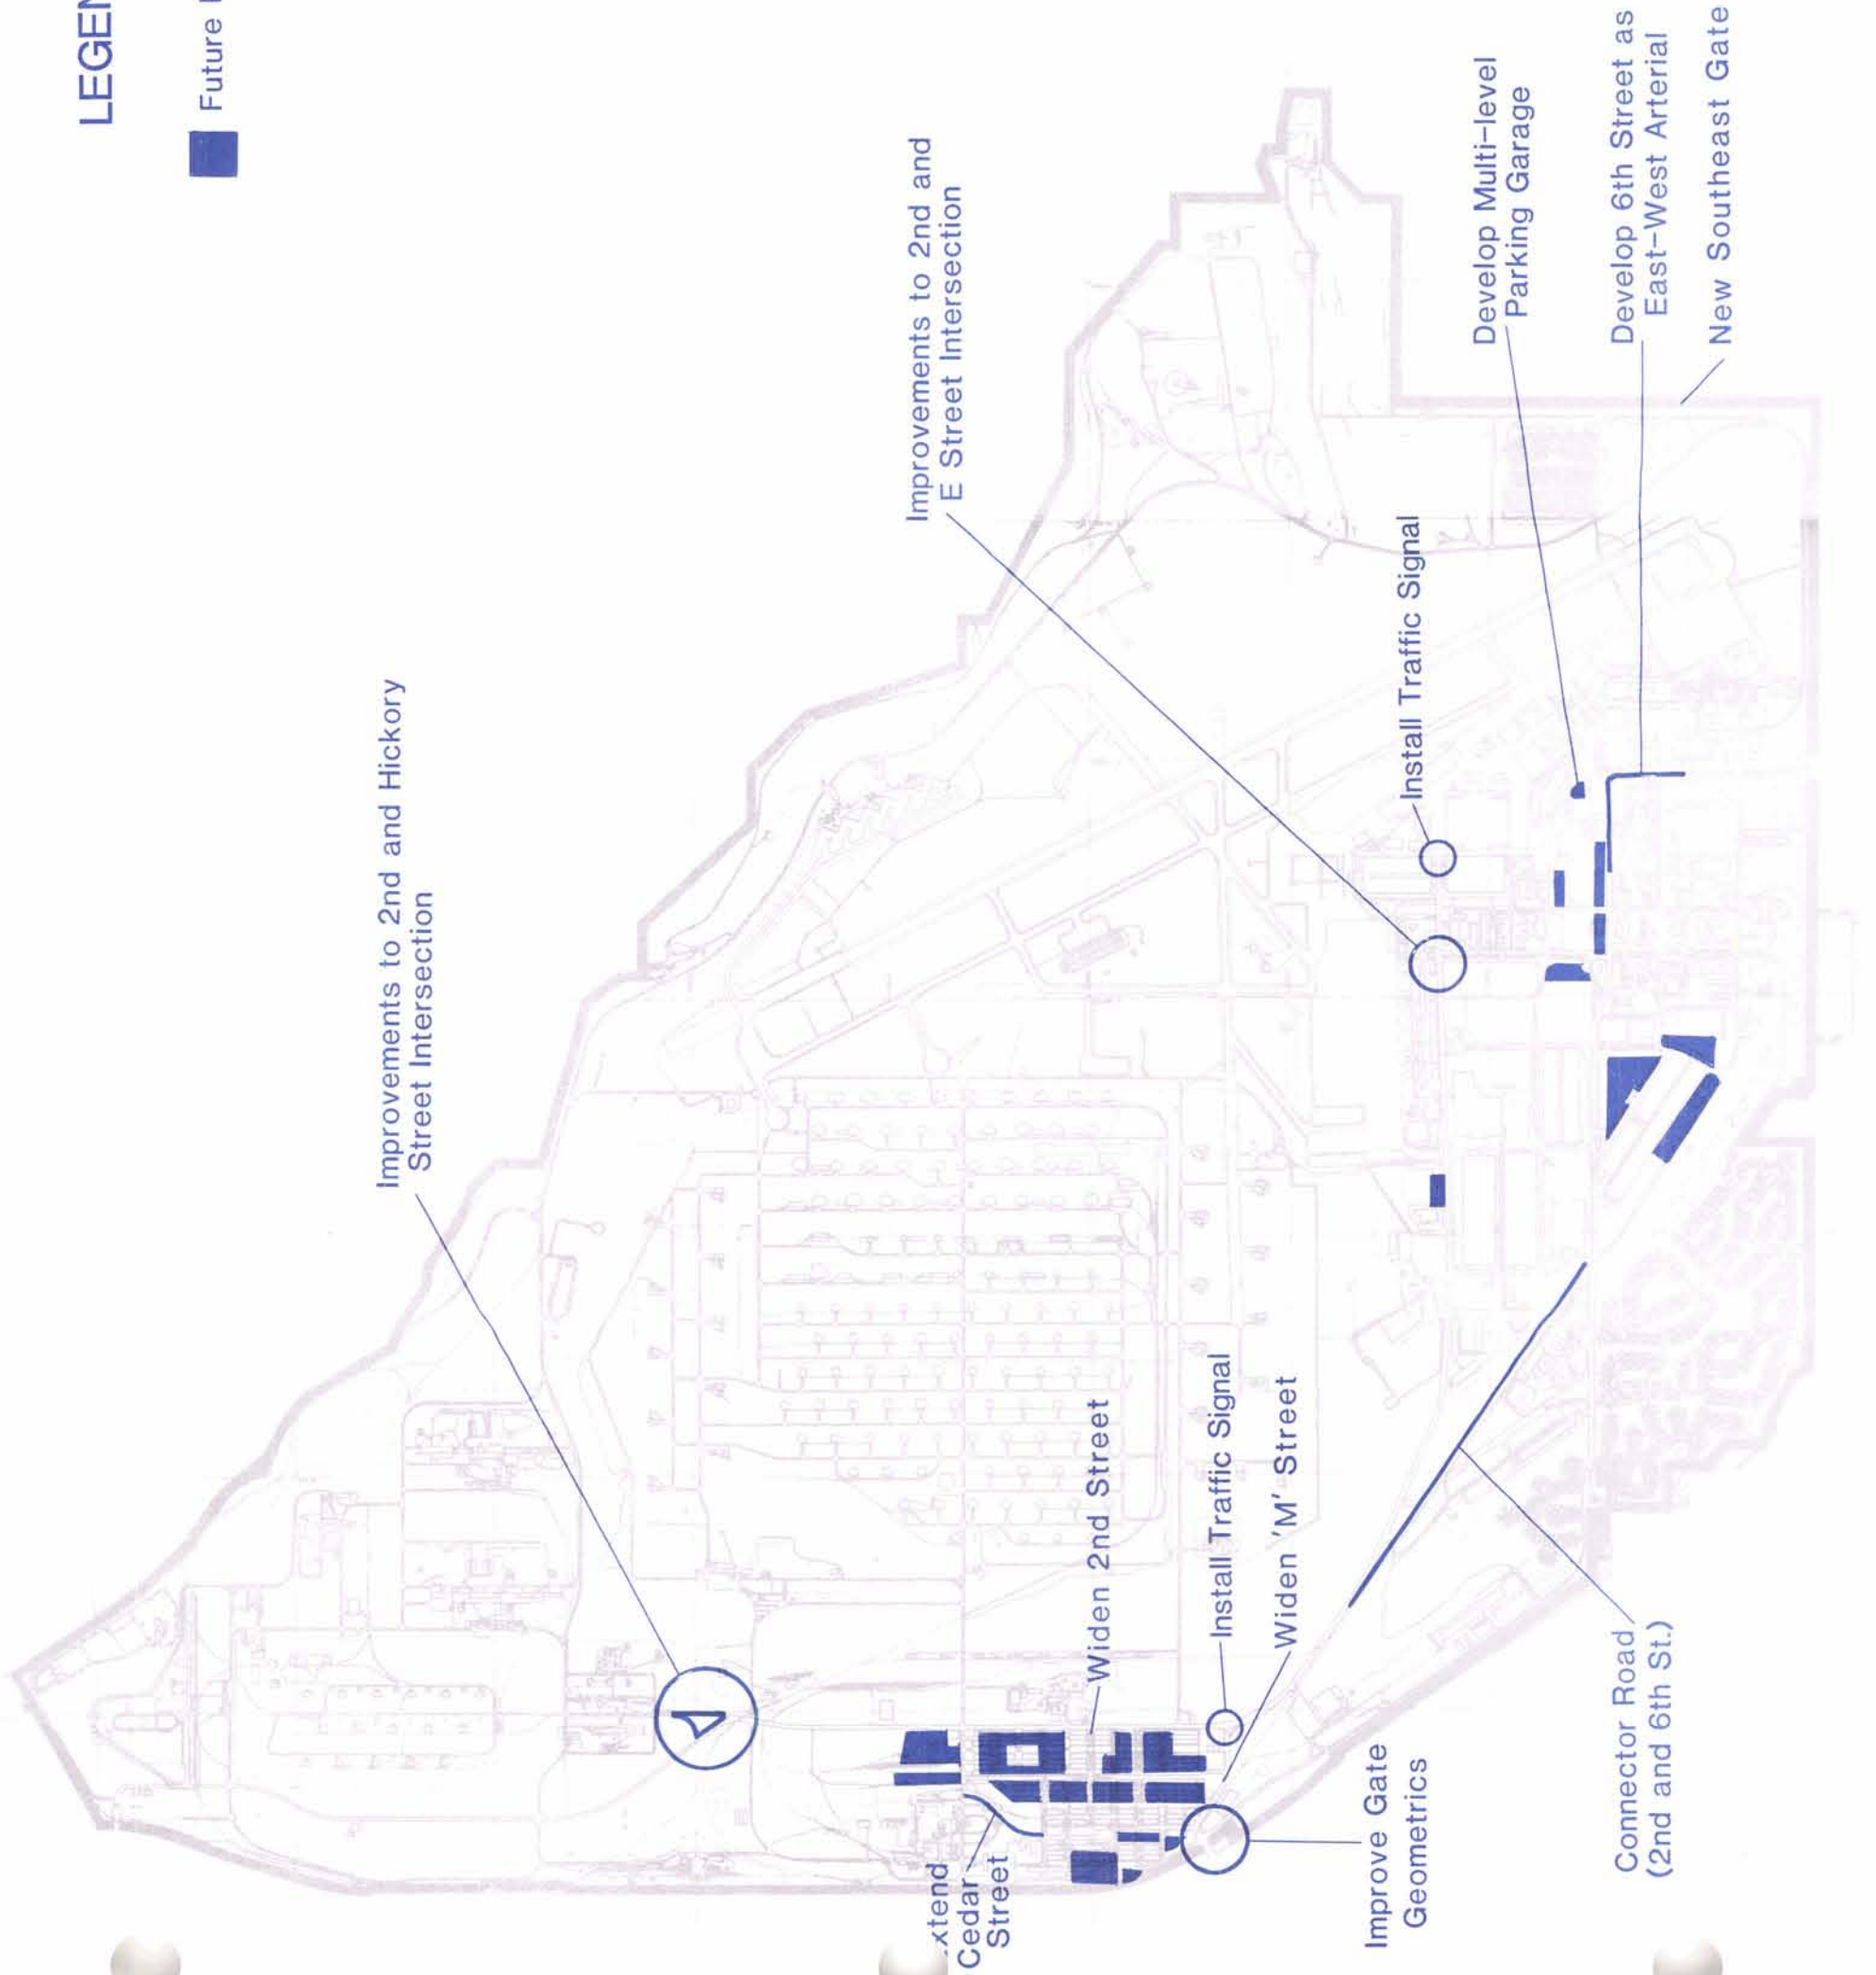 LEGEN
Future
Improvements to 2nd and Hickory
Street Intersection
Improvements to 2nd and
E Street Intersection
Install Traffic Signal
Develop Multi-level
Parking Garage
Develop 6th Street as
East-West Arterial
New Southeast Gate
Widen 2nd Street
Install Traffic Signal
Widen 'M' Street
xtend
Cedar
Street
Improve Gate
Geometrics
Connector Road
(2nd and 6th St.)